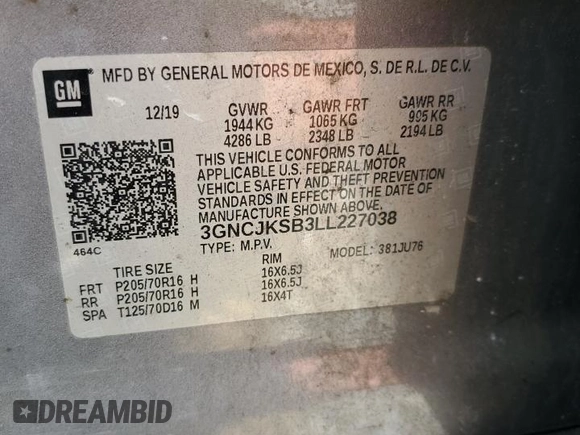 GM
MFD BY GENERAL MOTORS DE MEXICO, S. DE R.L. DE C.V.
12/19 GVWR GAWR FRT GAWR RR
1944 KG 1065 KG 995 KG
4286 LB 2348 LB 2194 LB
THIS VEHICLE CONFORMS TO ALL
APPLICABLE U.S. FEDERAL MOTOR
VEHICLE SAFETY AND THEFT PREVENTION
STANDARDS IN EFFECT ON THE DATE OF
MANUFACTURE SHOWN ABOVE.
3GNCJKSB3LL227038
464C TYPE: M.P.V. MODEL: 381JU76
TIRE SIZE RIM
FRT P205/70R16 H 16X6.5J
RR P205/70R16 H 16X6.5J
SPA T125/70D16 M 16X4T
DREAMBID